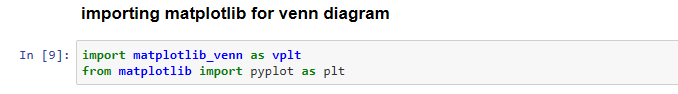 importing matplotlib for venn diagram
In [9]: import matplotlib_venn as vplt
from matplotlib import pyplot as plt